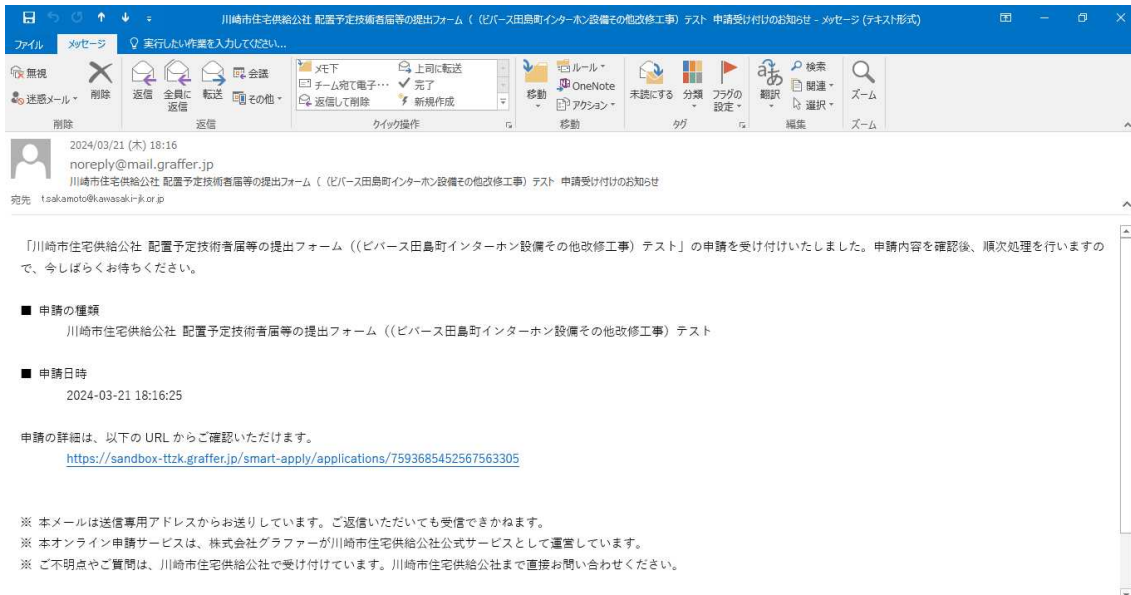 川崎市住宅供給公社 配置予定技術者届等の提出フォーム（（ビバース田島町インターホン設備その他改修工事）テスト 申請受け付けのお知らせ - メッセージ (テキスト形式)
ファイル メッセージ 実行したい作業を入力してください...
無視 削除 返信 全員に返信 転送 会議 メモ下 上司に転送 移動 ルール 未読にする 分類 フラグの設定 翻訳 検索 ズーム
チーム宛て電子… 完了 OneNote 関連
迷惑メール その他 返信して削除 新規作成 アクション 選択
削除 返信 クイック操作 移動 タグ 編集 ズーム
2024/03/21 (木) 18:16
noreply@mail.graffer.jp
川崎市住宅供給公社 配置予定技術者届等の提出フォーム（（ビバース田島町インターホン設備その他改修工事）テスト 申請受け付けのお知らせ
宛先 t.sakamoto@kawasaki-jk.or.jp
「川崎市住宅供給公社 配置予定技術者届等の提出フォーム（(ビバース田島町インターホン設備その他改修工事）テスト」の申請を受け付けいたしました。申請内容を確認後、順次処理を行いますの
で、今しばらくお待ちください。
■ 申請の種類
川崎市住宅供給公社 配置予定技術者届等の提出フォーム（(ビバース田島町インターホン設備その他改修工事）テスト
■ 申請日時
2024-03-21 18:16:25
申請の詳細は、以下の URL からご確認いただけます。
https://sandbox-ttzk.graffer.jp/smart-apply/applications/7593685452567563305
※ 本メールは送信専用アドレスからお送りしています。ご返信いただいても受信できかねます。
※ 本オンライン申請サービスは、株式会社グラファーが川崎市住宅供給公社公式サービスとして運営しています。
※ ご不明点やご質問は、川崎市住宅供給公社で受け付けています。川崎市住宅供給公社まで直接お問い合わせください。